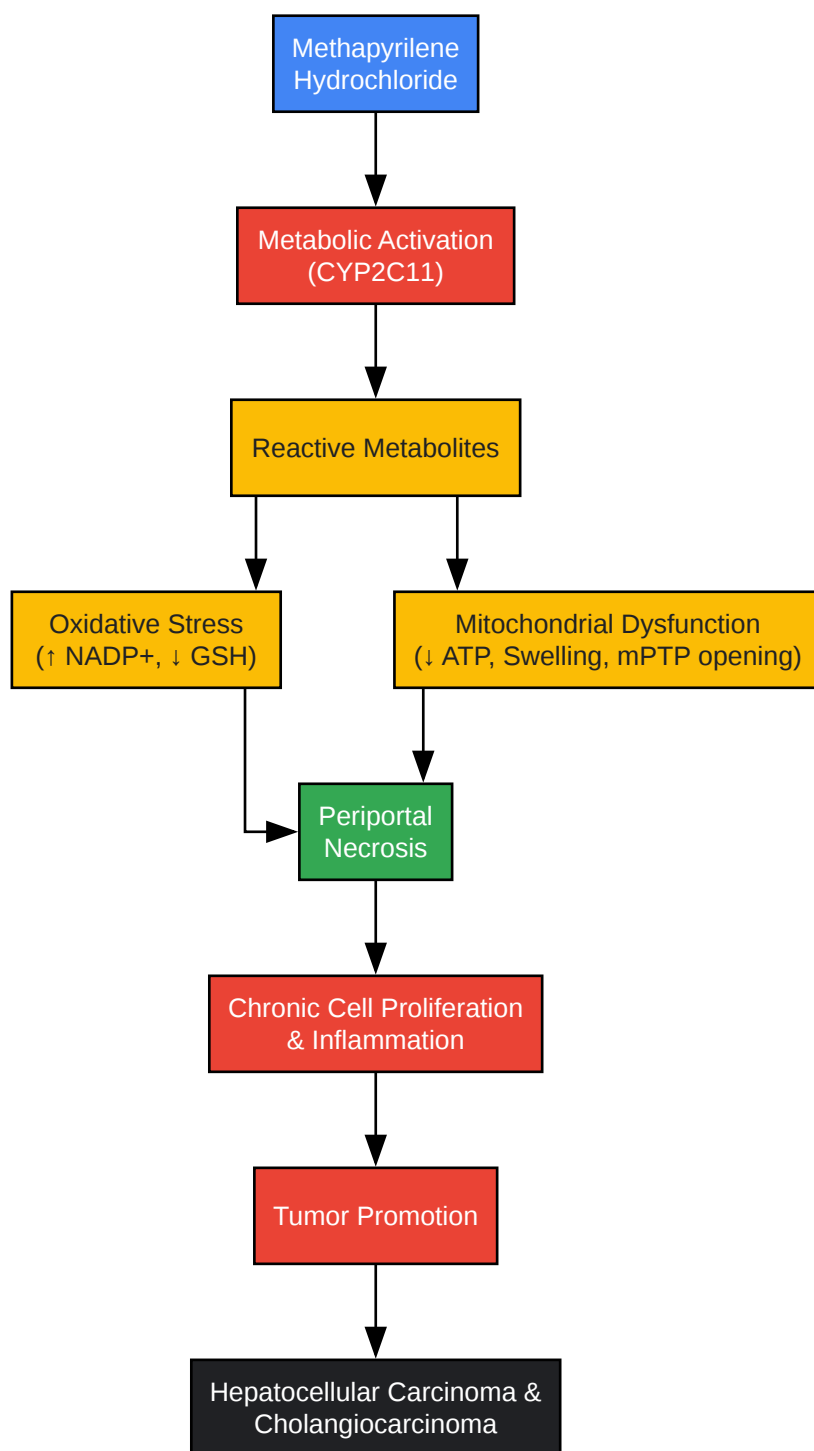 Methapyrilene
Hydrochloride
Metabolic Activation
(CYP2C11)
Reactive Metabolites
Oxidative Stress
(↑ NADP+, ↓ GSH)
Mitochondrial Dysfunction
(↓ ATP, Swelling, mPTP opening)
Periportal
Necrosis
Chronic Cell Proliferation
& Inflammation
Tumor Promotion
Hepatocellular Carcinoma &
Cholangiocarcinoma